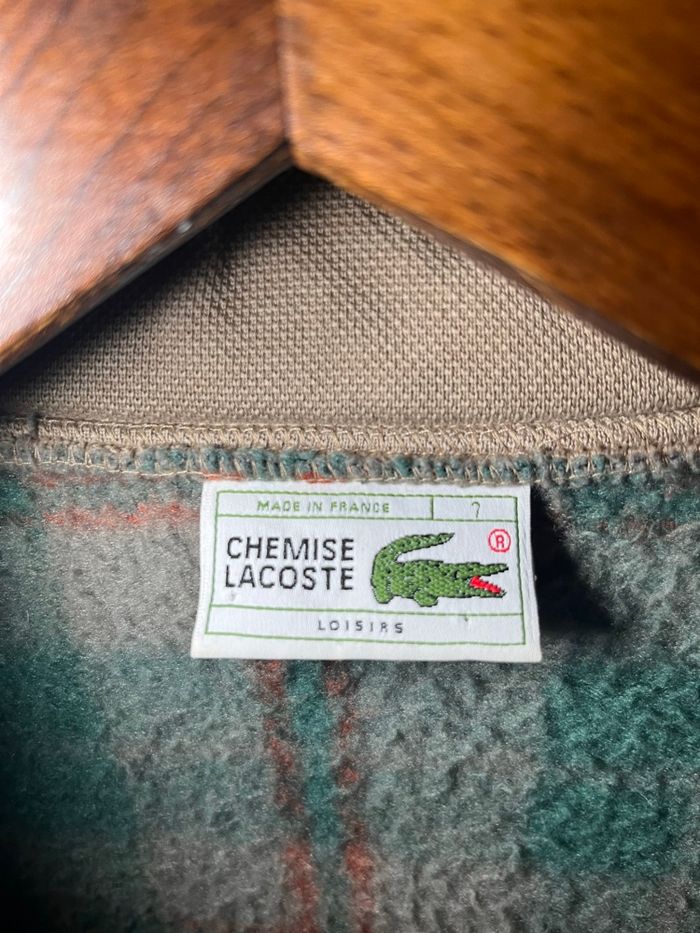 MADE IN FRANCE 7
CHEMISE
LACOSTE
®
LOISIRS